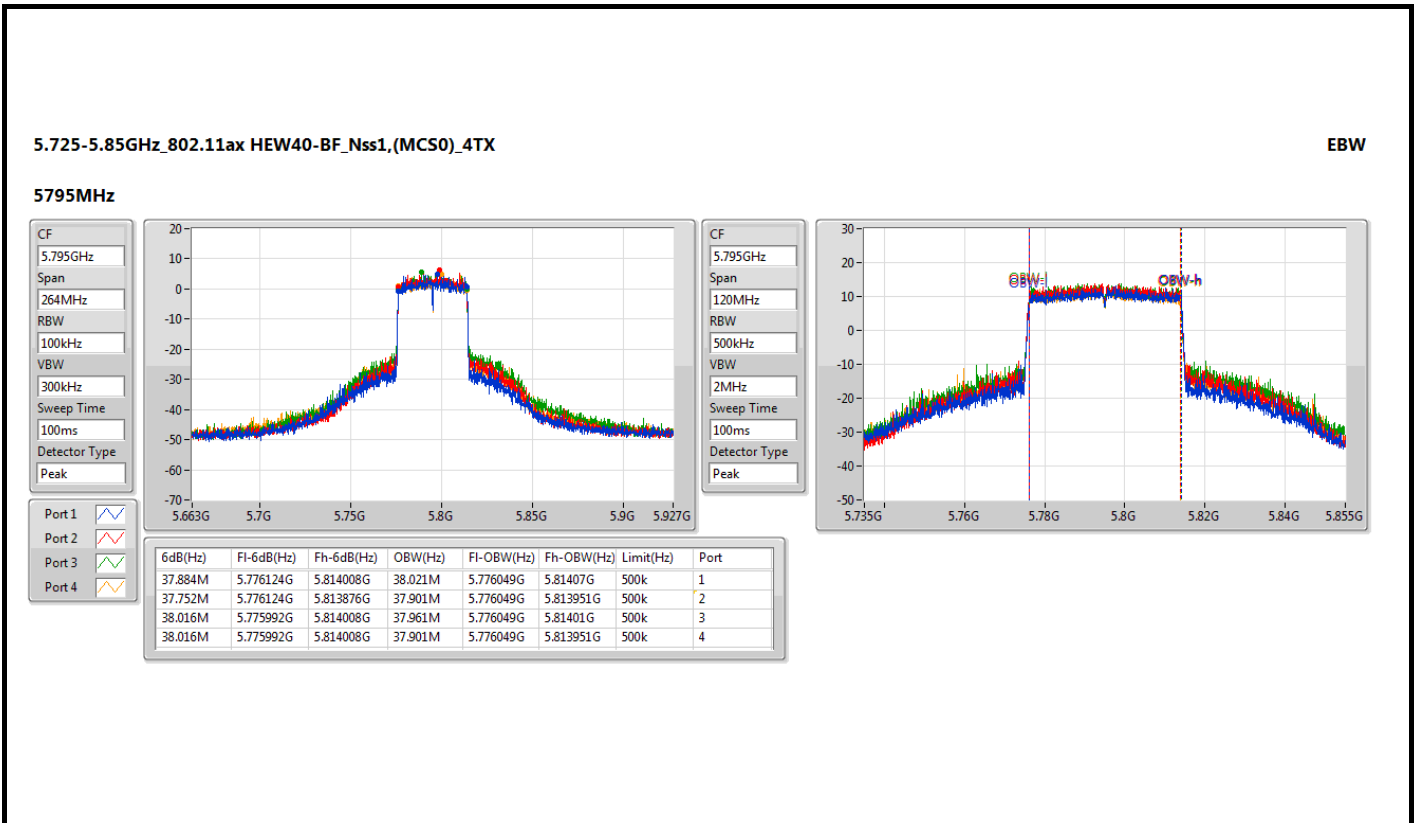 5.725-5.85GHz_802.11ax HEW40-BF_Nss1,(MCS0)_4TX EBW
5795MHz
CF
5.795GHz
Span
264MHz
RBW
100kHz
VBW
300kHz
Sweep Time
100ms
Detector Type
Peak
20
10
0
-10
-20
-30
-40
-50
-60
-70
5.663G 5.7G 5.75G 5.8G 5.85G 5.9G 5.927G
CF
5.795GHz
Span
120MHz
RBW
500kHz
VBW
2MHz
Sweep Time
100ms
Detector Type
Peak
30
20
10
0
-10
-20
-30
-40
-50
OBW-l OBW-h
5.735G 5.76G 5.78G 5.8G 5.82G 5.84G 5.855G
Port 1
Port 2
Port 3
Port 4
6dB(Hz) Fl-6dB(Hz) Fh-6dB(Hz) OBW(Hz) Fl-OBW(Hz) Fh-OBW(Hz) Limit(Hz) Port
37.884M 5.776124G 5.814008G 38.021M 5.776049G 5.81407G 500k 1
37.752M 5.776124G 5.813876G 37.901M 5.776049G 5.813951G 500k 2
38.016M 5.775992G 5.814008G 37.961M 5.776049G 5.81401G 500k 3
38.016M 5.775992G 5.814008G 37.901M 5.776049G 5.813951G 500k 4